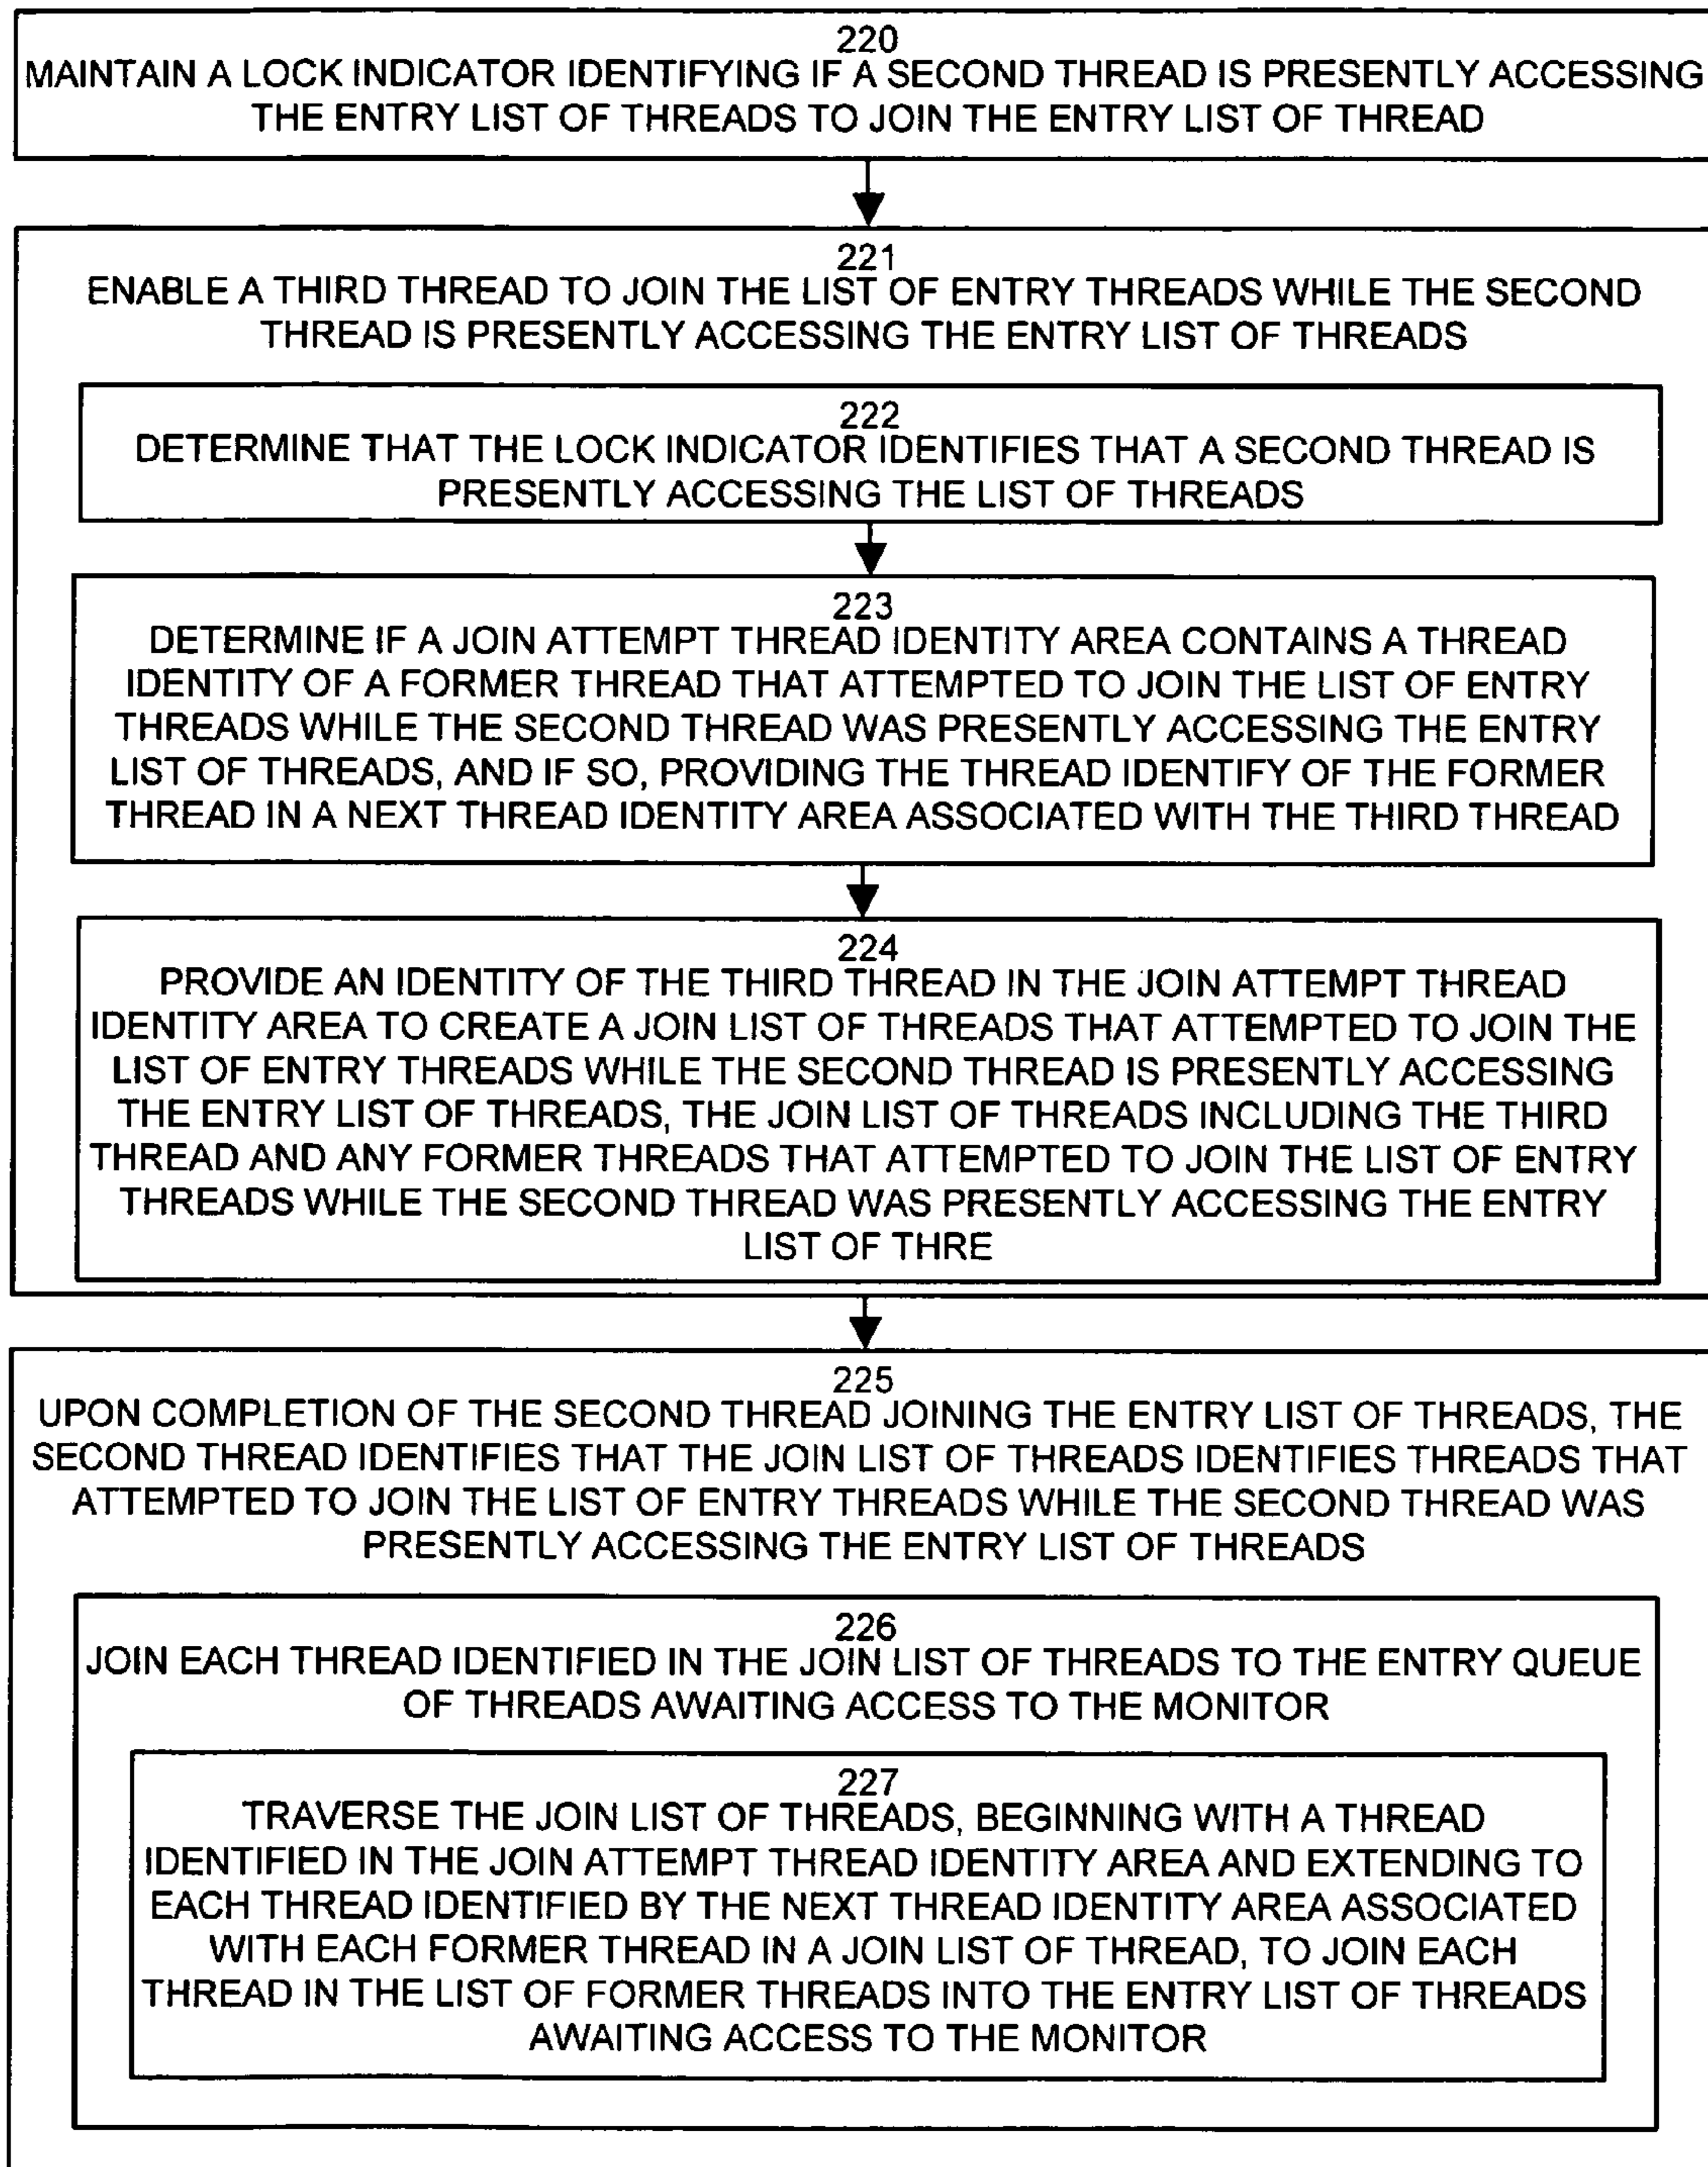 220
MAINTAIN A LOCK INDICATOR IDENTIFYING IF A SECOND THREAD IS PRESENTLY ACCESSING
THE ENTRY LIST OF THREADS TO JOIN THE ENTRY LIST OF THREAD
221
ENABLE A THIRD THREAD TO JOIN THE LIST OF ENTRY THREADS WHILE THE SECOND
THREAD IS PRESENTLY ACCESSING THE ENTRY LIST OF THREADS
222
DETERMINE THAT THE LOCK INDICATOR IDENTIFIES THAT A SECOND THREAD IS
PRESENTLY ACCESSING THE LIST OF THREADS
223
DETERMINE IF A JOIN ATTEMPT THREAD IDENTITY AREA CONTAINS A THREAD
IDENTITY OF A FORMER THREAD THAT ATTEMPTED TO JOIN THE LIST OF ENTRY
THREADS WHILE THE SECOND THREAD WAS PRESENTLY ACCESSING THE ENTRY
LIST OF THREADS, AND IF SO, PROVIDING THE THREAD IDENTIFY OF THE FORMER
THREAD IN A NEXT THREAD IDENTITY AREA ASSOCIATED WITH THE THIRD THREAD
224
PROVIDE AN IDENTITY OF THE THIRD THREAD IN THE JOIN ATTEMPT THREAD
IDENTITY AREA TO CREATE A JOIN LIST OF THREADS THAT ATTEMPTED TO JOIN THE
LIST OF ENTRY THREADS WHILE THE SECOND THREAD IS PRESENTLY ACCESSING
THE ENTRY LIST OF THREADS, THE JOIN LIST OF THREADS INCLUDING THE THIRD
THREAD AND ANY FORMER THREADS THAT ATTEMPTED TO JOIN THE LIST OF ENTRY
THREADS WHILE THE SECOND THREAD WAS PRESENTLY ACCESSING THE ENTRY
LIST OF THRE
225
UPON COMPLETION OF THE SECOND THREAD JOINING THE ENTRY LIST OF THREADS, THE
SECOND THREAD IDENTIFIES THAT THE JOIN LIST OF THREADS IDENTIFIES THREADS THAT
ATTEMPTED TO JOIN THE LIST OF ENTRY THREADS WHILE THE SECOND THREAD WAS
PRESENTLY ACCESSING THE ENTRY LIST OF THREADS
226
JOIN EACH THREAD IDENTIFIED IN THE JOIN LIST OF THREADS TO THE ENTRY QUEUE
OF THREADS AWAITING ACCESS TO THE MONITOR
227
TRAVERSE THE JOIN LIST OF THREADS, BEGINNING WITH A THREAD
IDENTIFIED IN THE JOIN ATTEMPT THREAD IDENTITY AREA AND EXTENDING TO
EACH THREAD IDENTIFIED BY THE NEXT THREAD IDENTITY AREA ASSOCIATED
WITH EACH FORMER THREAD IN A JOIN LIST OF THREAD, TO JOIN EACH
THREAD IN THE LIST OF FORMER THREADS INTO THE ENTRY LIST OF THREADS
AWAITING ACCESS TO THE MONITOR